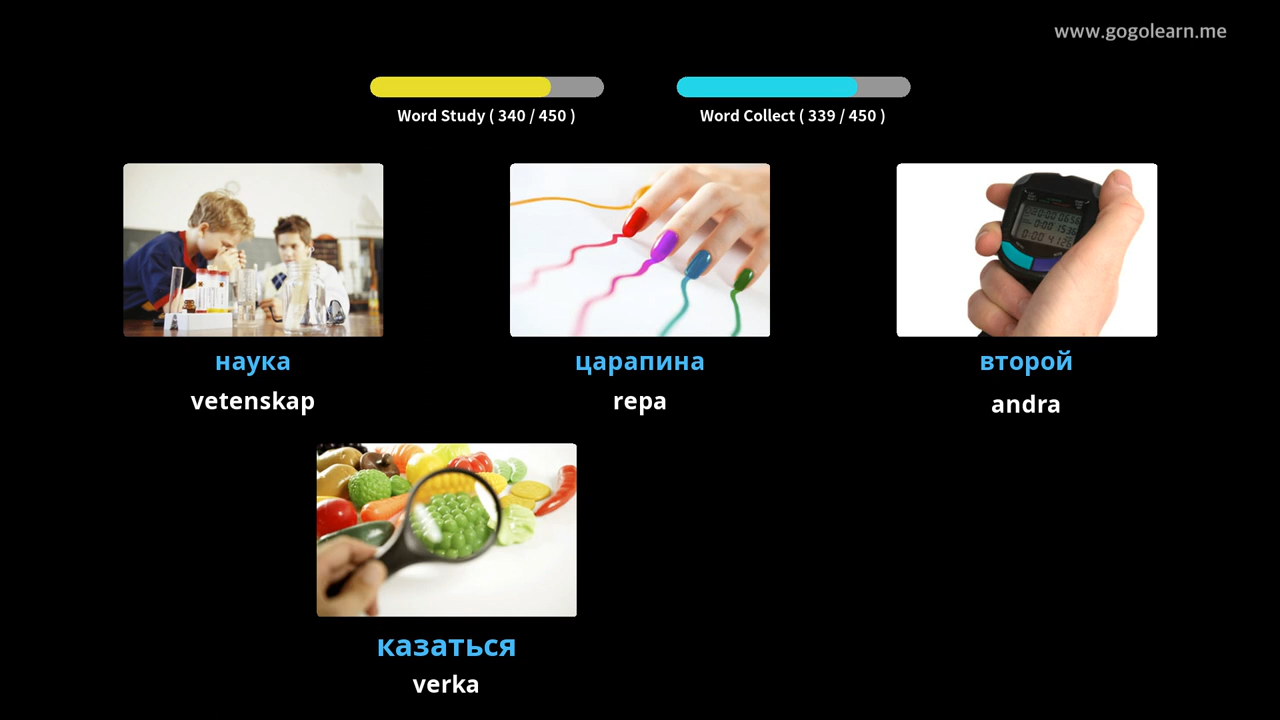 www.gogolearn.me
Word Study ( 340 / 450 )
Word Collect ( 339 / 450 )
наука
царапина
второй
vetenskap
repa
andra
казаться
verka